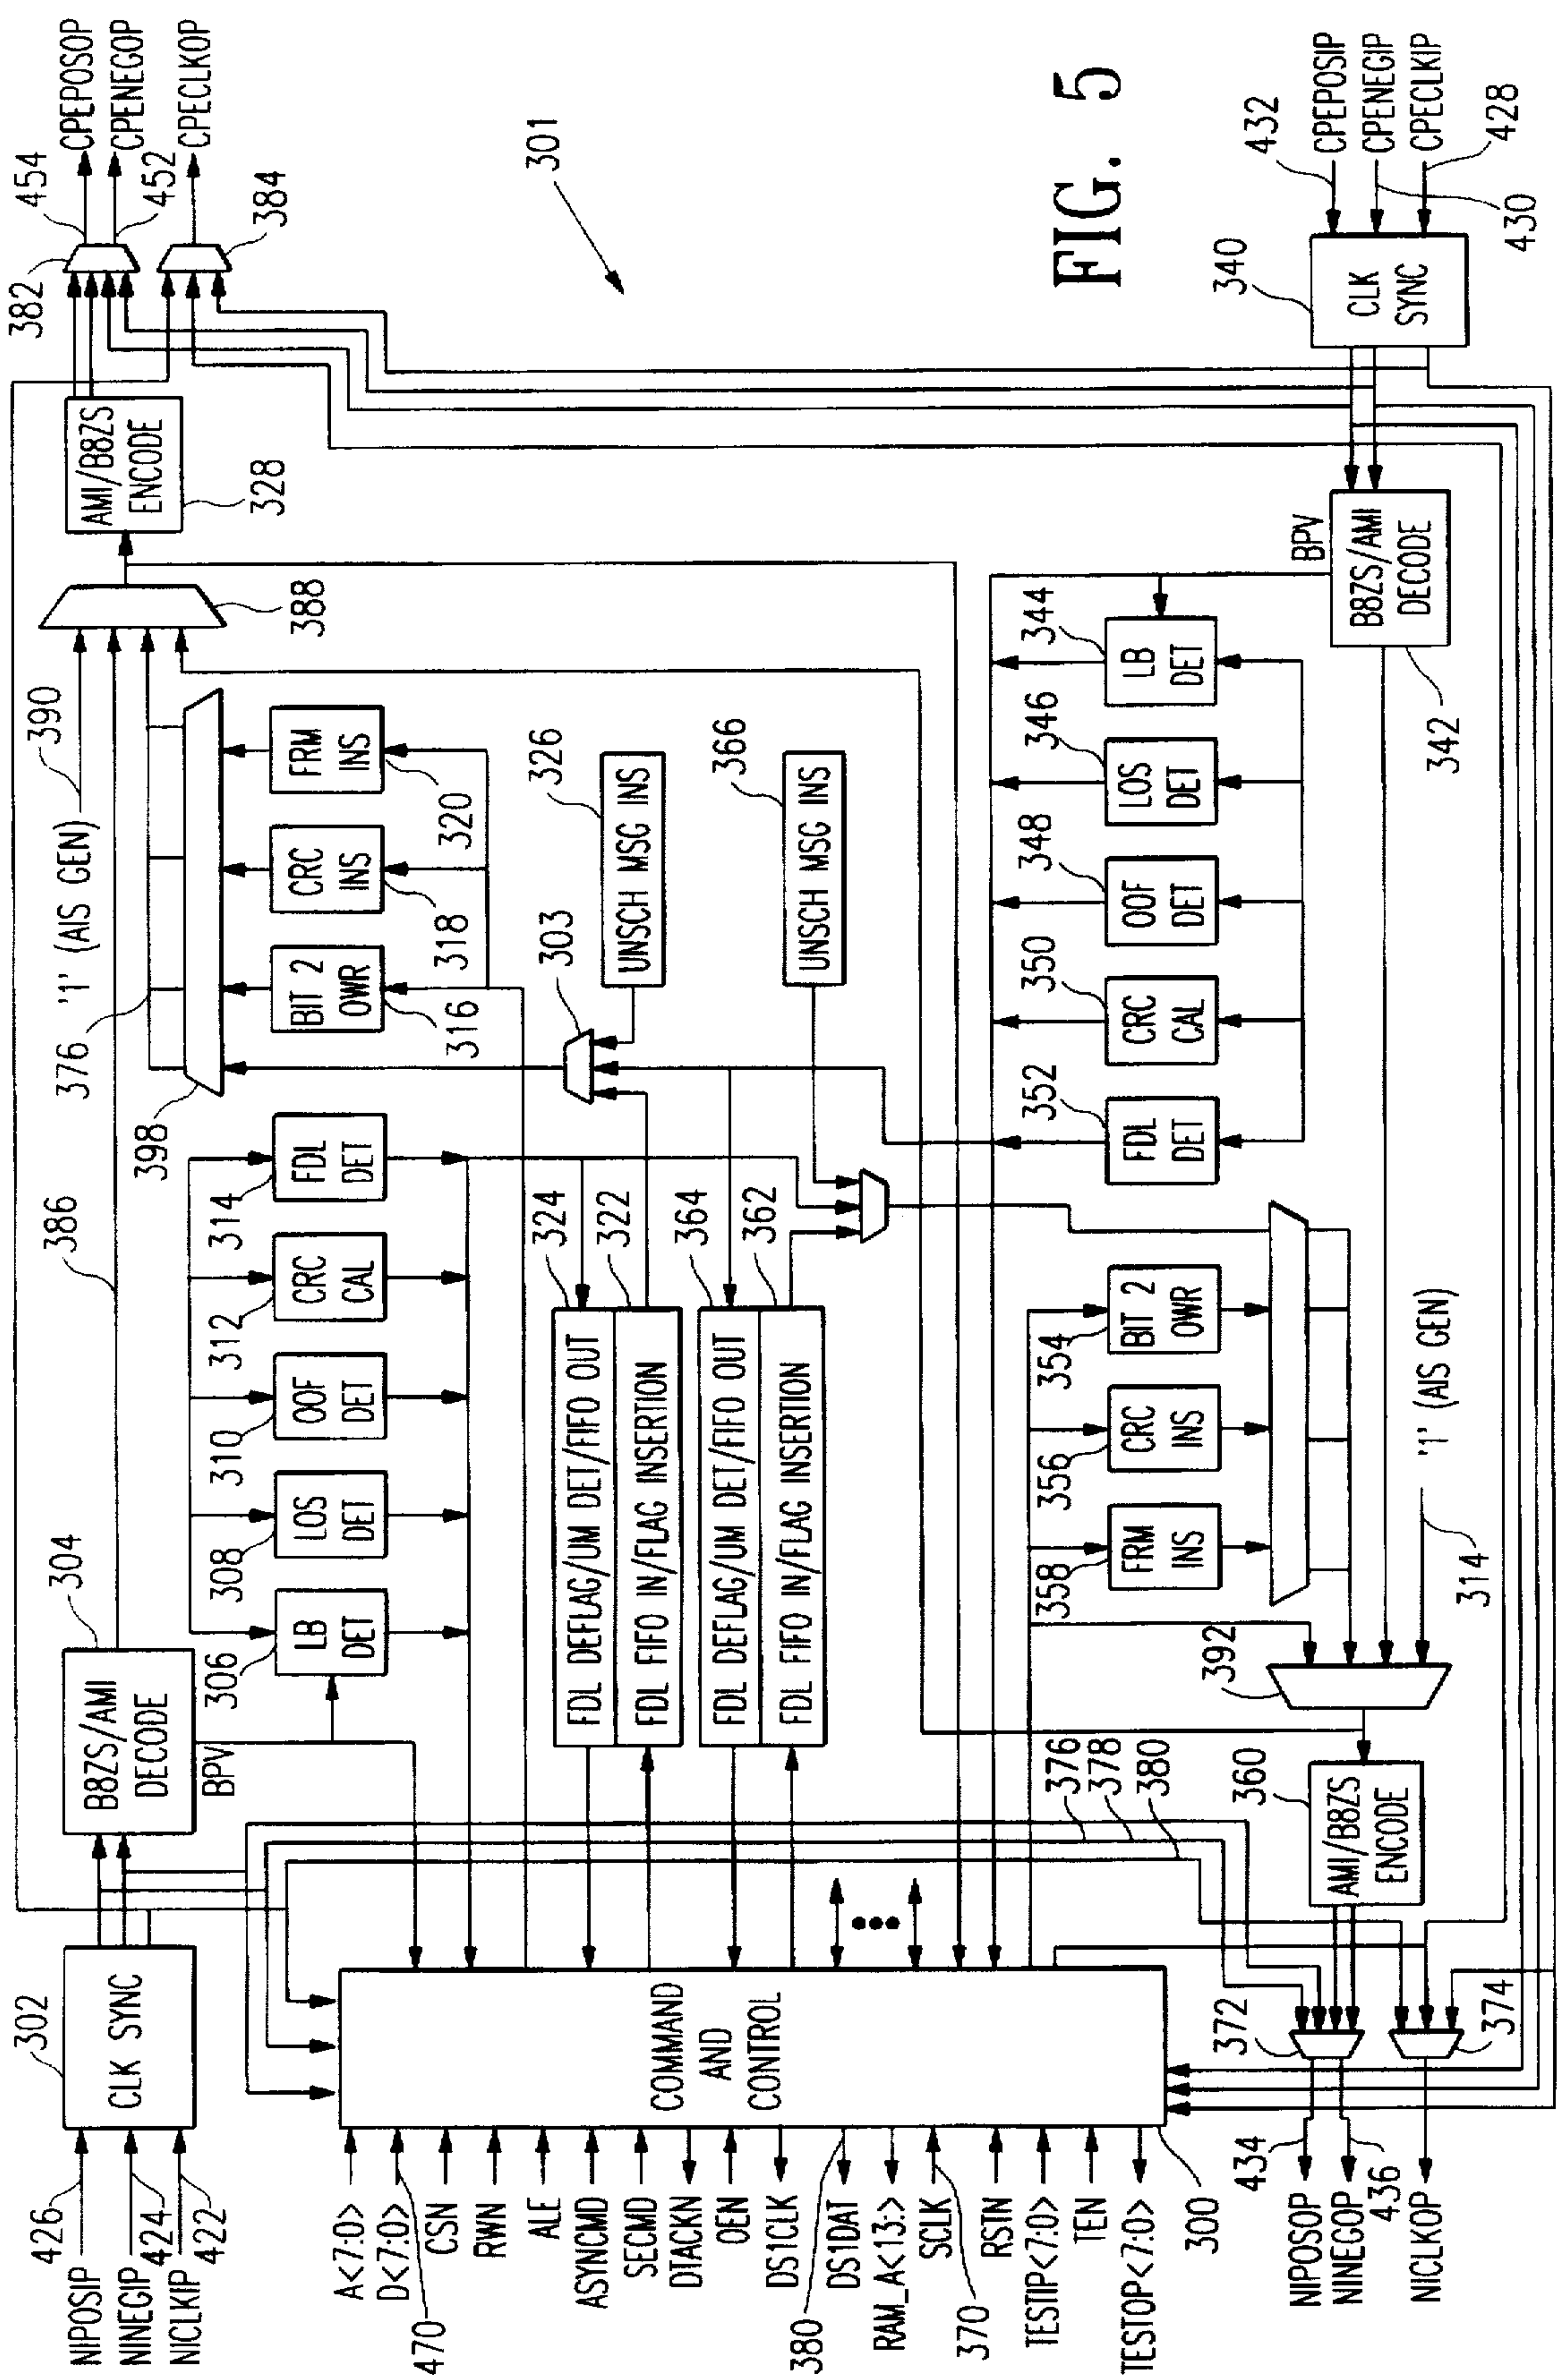 FIG. 5
301
NIPOSIP
426
NINEGIP
424
NICLKIP
422
302
CLK SYNC
304
B8ZS/AMI
DECODE
BPV
386
306
LB
DET
308
LOS
DET
310
OOF
DET
312
CRC
CAL
314
FDL
DET
376
'1' (AIS GEN)
390
398
BIT 2
OWR
316
CRC
INS
318
FRM
INS
320
388
AMI/B8ZS
ENCODE
328
382
454
CPEPOSOP
CPENEGOP
452
CPECLKOP
384
303
326
UNSCH MSG INS
366
UNSCH MSG INS
FDL DEFLAG/UM DET/FIFO OUT
324
FDL FIFO IN/FLAG INSERTION
322
FDL DEFLAG/UM DET/FIFO OUT
364
FDL FIFO IN/FLAG INSERTION
362
A<7:0>
D<7:0>
470
CSN
RWN
ALE
ASYNCMD
SECMD
DTACKN
OEN
DS1CLK
DS1DAT
380
RAM_A<13:>
SCLK
370
RSTN
TESTIP<7:0>
TEN
TESTOP<7:0>
300
COMMAND
AND
CONTROL
376
378
380
352
FDL
DET
350
CRC
CAL
348
OOF
DET
346
LOS
DET
344
LB
DET
BPV
B8ZS/AMI
DECODE
342
340
CLK
SYNC
432
CPEPOSIP
CPENEGIP
430
CPECLKIP
428
358
FRM
INS
356
CRC
INS
354
BIT 2
OWR
'1' (AIS GEN)
314
392
360
AMI/B8ZS
ENCODE
372
374
434
NIPOSOP
NINEGOP
436
NICLKOP